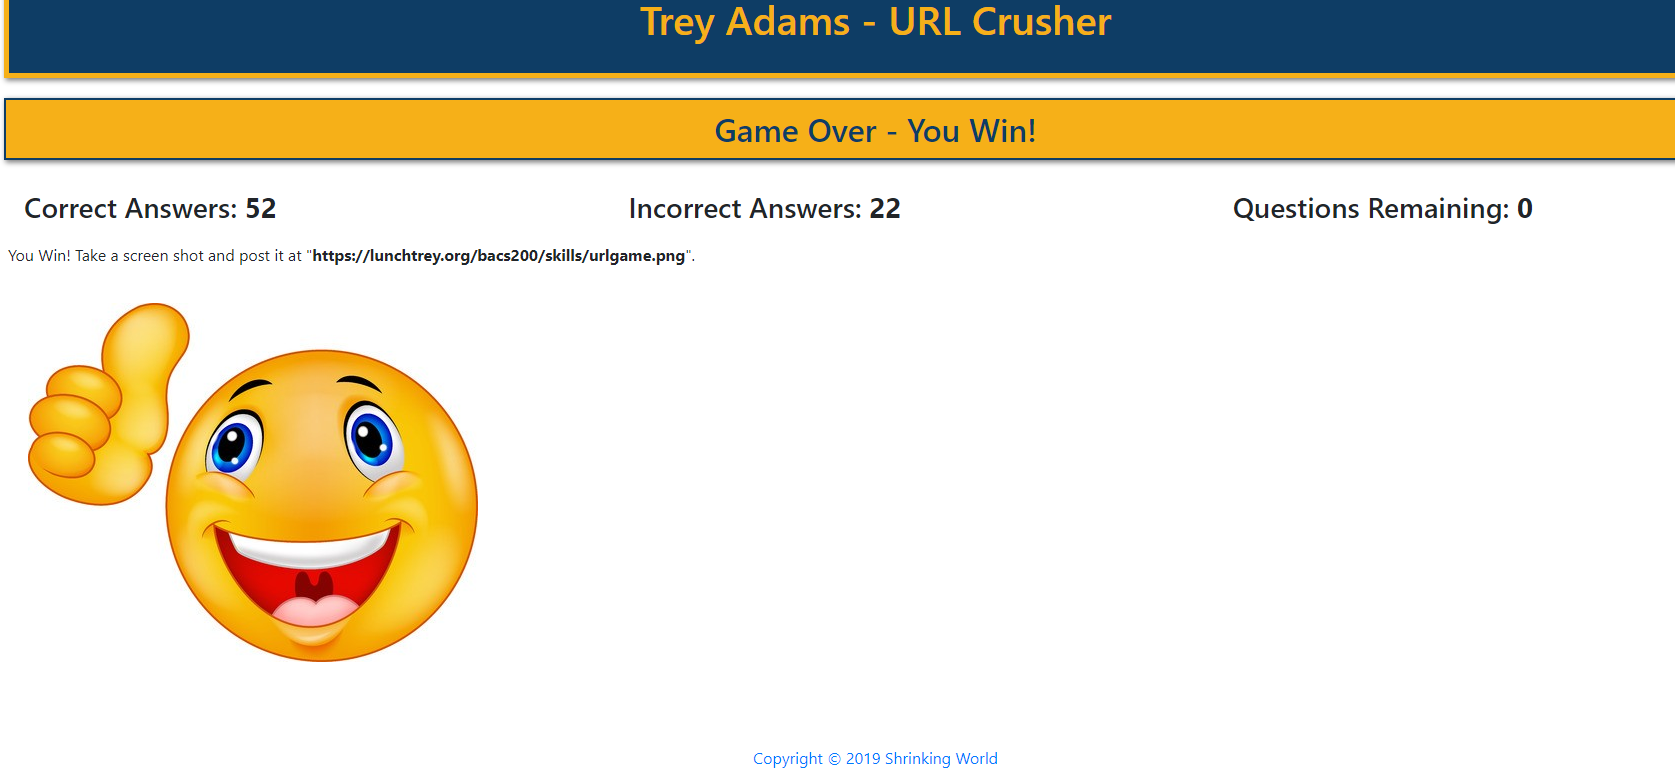 Trey Adams - URL Crusher
Game Over - You Win!
Correct Answers: 52 Incorrect Answers: 22 Questions Remaining: 0
You Win! Take a screen shot and post it at "https://lunchtrey.org/bacs200/skills/urlgame.png".
Copyright © 2019 Shrinking World